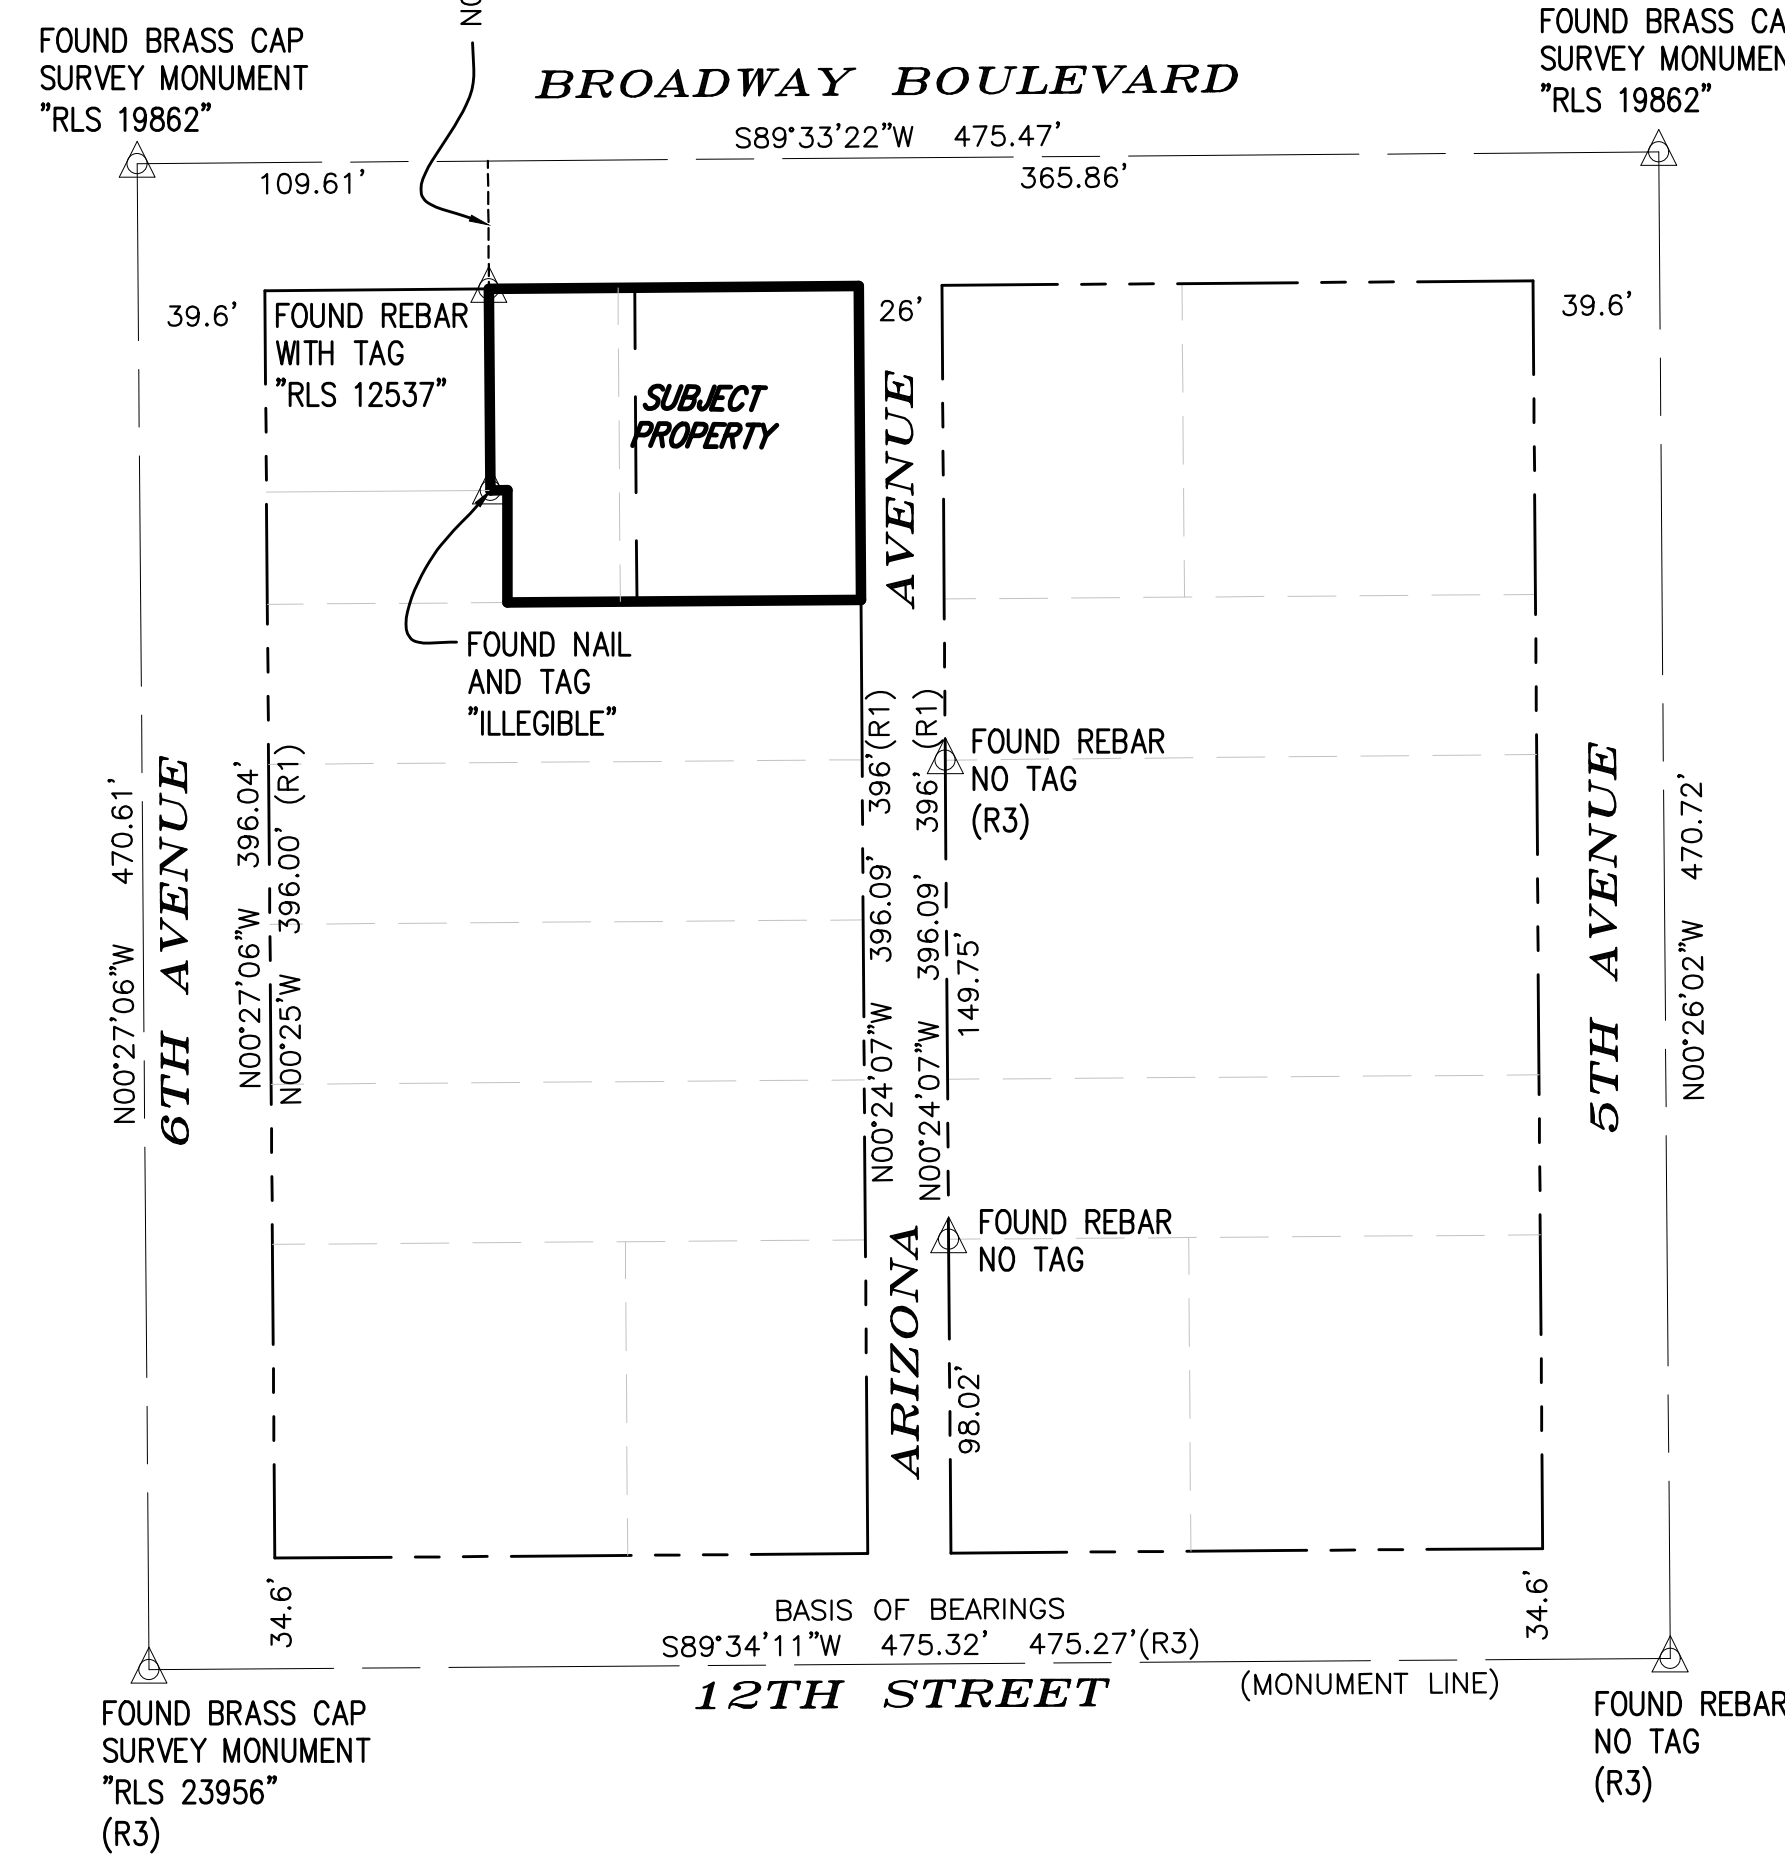 FOUND BRASS CAP
SURVEY MONUMENT
"RLS 19862"
BROADWAY BOULEVARD
S89°33'22"W 475.47'
109.61'
365.86'
SURVEY MONUMEN
"RLS 19862"
39.6'
FOUND REBAR
WITH TAG
"RLS 12537"
SUBJECT
PROPERTY
26'
39.6'
FOUND NAIL
AND TAG
"ILLEGIBLE"
FOUND REBAR
NO TAG
(R3)
N00°27'06"W 470.61'
6TH AVENUE
N00°27'06"W 396.04'
N00°25'W 396.00' (R1)
N00°24'07"W 396.09' 396'(R1)
N00°24'07"W 396.09' 396'(R1)
149.75'
ARIZONA AVENUE
5TH AVENUE
N00°26'02"W 470.72'
FOUND REBAR
NO TAG
98.02'
34.6'
34.6'
BASIS OF BEARINGS
S89°34'11"W 475.32' 475.27'(R3)
12TH STREET
(MONUMENT LINE)
FOUND BRASS CAP
SURVEY MONUMENT
"RLS 23956"
(R3)
FOUND REBAR
NO TAG
(R3)